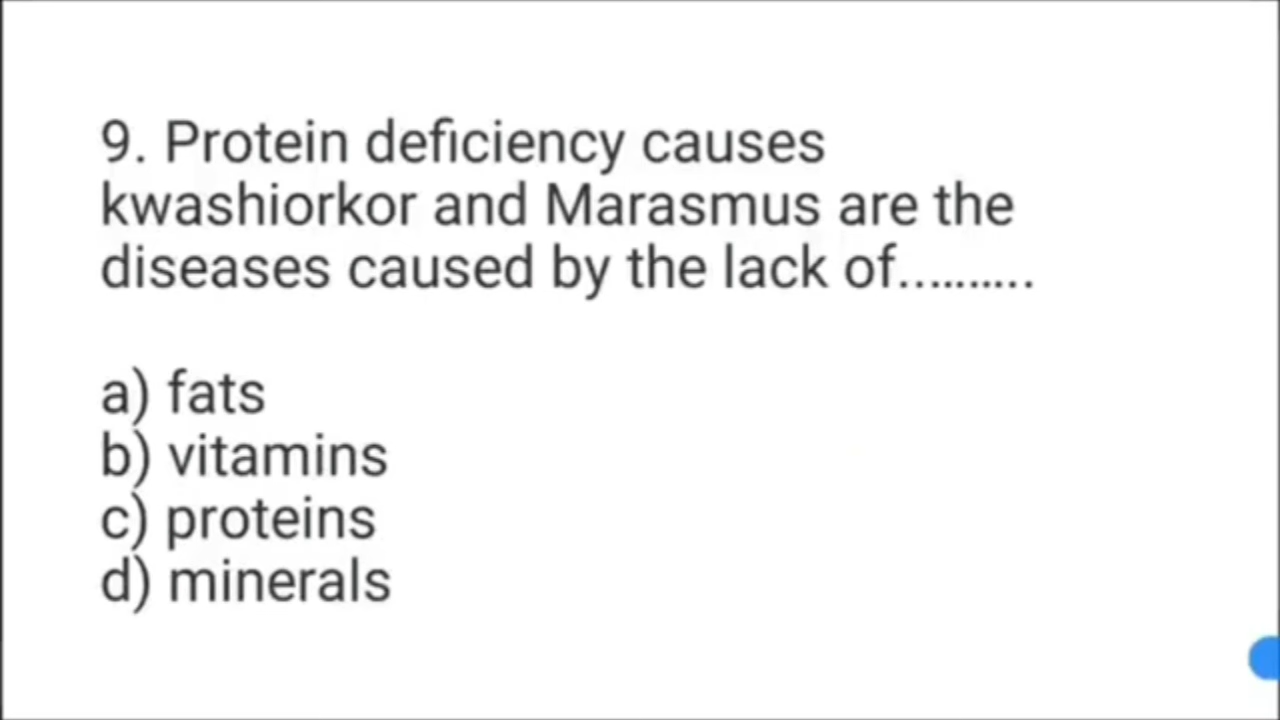 9. Protein deficiency causes
kwashiorkor and Marasmus are the
diseases caused by the lack of..........
a) fats
b) vitamins
c) proteins
d) minerals